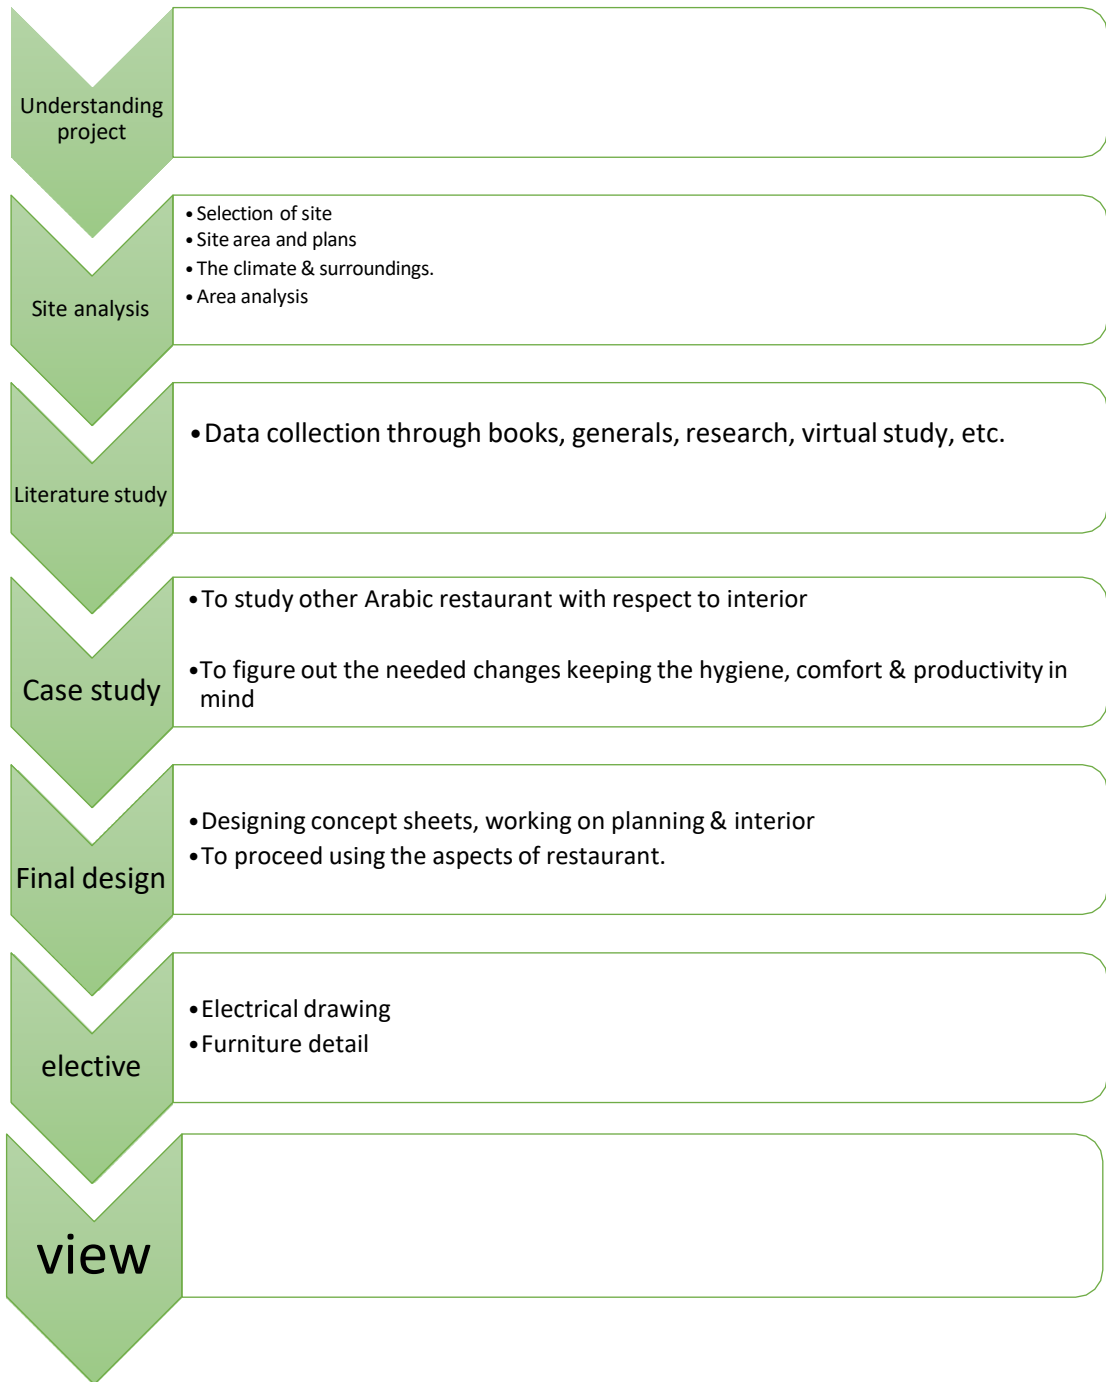 Understanding
project
• Selection of site
• Site area and plans
• The climate & surroundings.
• Area analysis
Site analysis
• Data collection through books, generals, research, virtual study, etc.
Literature study
• To study other Arabic restaurant with respect to interior
• To figure out the needed changes keeping the hygiene, comfort & productivity in
mind
Case study
• Designing concept sheets, working on planning & interior
• To proceed using the aspects of restaurant.
Final design
• Electrical drawing
• Furniture detail
elective
view